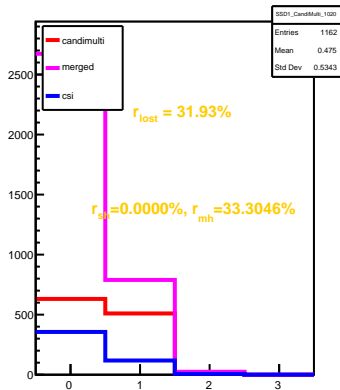 SSD1_CandiMulti_1020
Entries 1162
Mean 0.475
Std Dev 0.5343
candimulti
merged
csi
r_lost = 31.93%
r_sh=0.0000%, r_mh=33.3046%
2500
2000
1500
1000
500
0
0 1 2 3